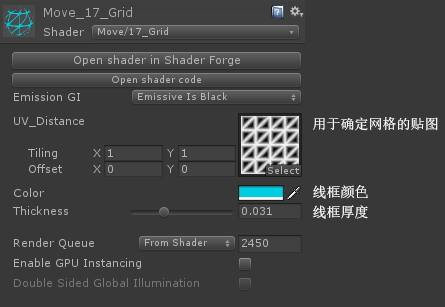 Move_17_Grid
Shader Move/17_Grid
Open shader in Shader Forge
Open shader code
Emission GI Emissive Is Black
UV_Distance 用于确定网格的贴图
Tiling X 1 Y 1
Offset X 0 Y 0
Select
Color 线框颜色
Thickness 0.031 线框厚度
Render Queue From Shader 2450
Enable GPU Instancing
Double Sided Global Illumination